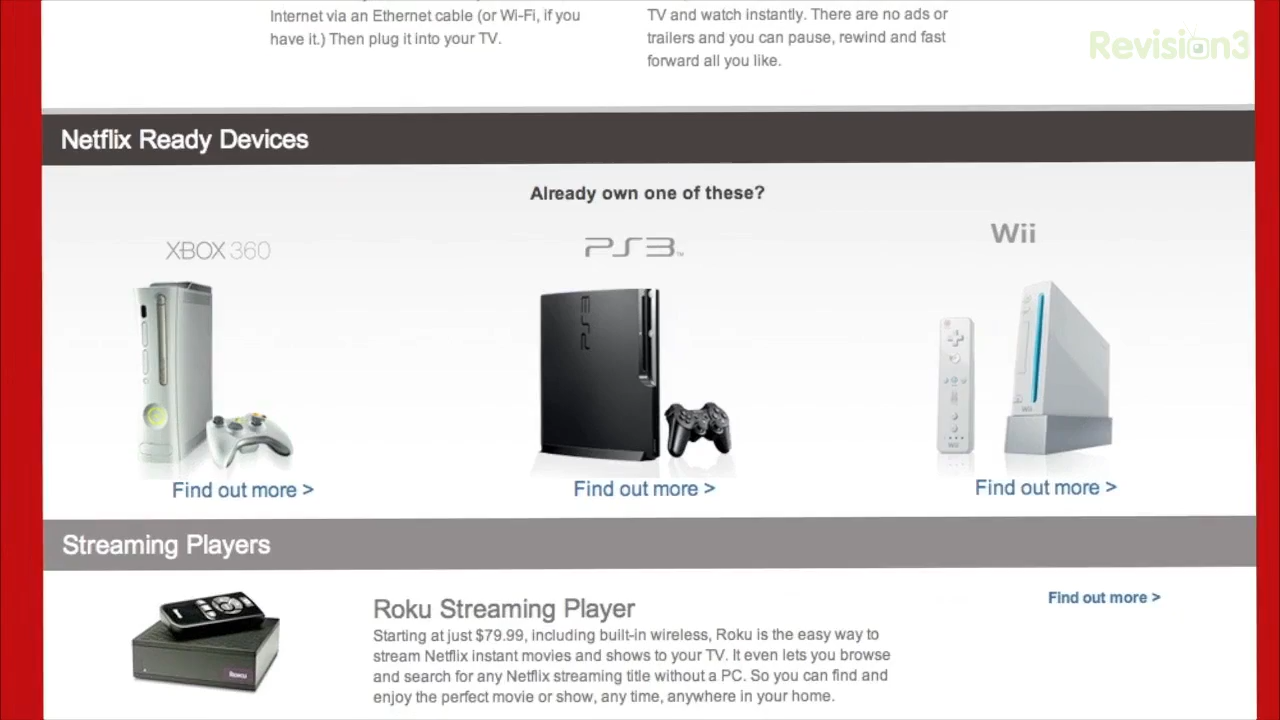 Internet via an Ethernet cable (or Wi-Fi, if you
have it.) Then plug it into your TV.
TV and watch instantly. There are no ads or
trailers and you can pause, rewind and fast
forward all you like.
Revision3
Netflix Ready Devices
Already own one of these?
XBOX 360
PS3
Wii
PS3
Wii
Wii
Find out more >
Find out more >
Find out more >
Streaming Players
Roku Streaming Player
Find out more >
Starting at just $79.99, including built-in wireless, Roku is the easy way to
stream Netflix instant movies and shows to your TV. It even lets you browse
and search for any Netflix streaming title without a PC. So you can find and
enjoy the perfect movie or show, any time, anywhere in your home.
ROKU